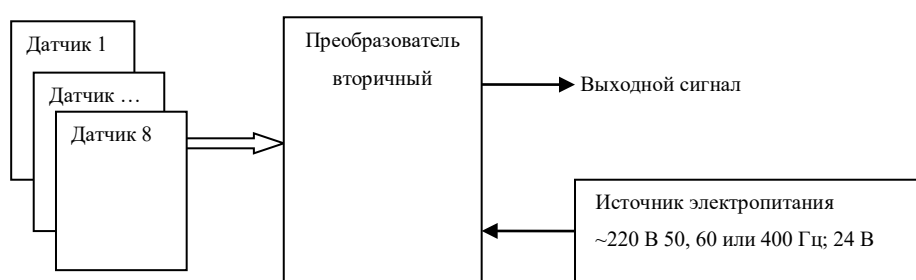 Датчик 1
Датчик …
Датчик 8
Преобразователь
вторичный
Выходной сигнал
Источник электропитания
~220 В 50, 60 или 400 Гц; 24 В